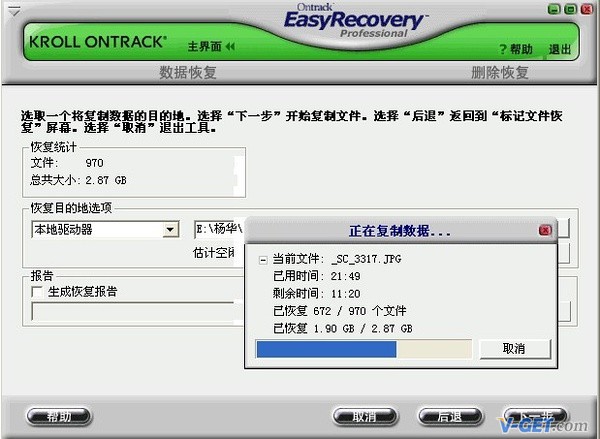 Ontrack®
EasyRecovery™
Professional
KROLL ONTRACK®
主界面
? 帮助
退出
数据恢复
删除恢复
选取一个将复制数据的目的地。选择“下一步”开始复制文件。选择“后退”返回到“标记文件恢
复”屏幕。选择“取消”退出工具。
恢复统计
文件: 970
总共大小: 2.87 GB
恢复目的地选项
本地驱动器
E:\杨华\
估计空闲
正在复制数据...
当前文件: _SC_3317.JPG
已用时间: 21:49
剩余时间: 11:20
已恢复 672 / 970 个文件
已恢复 1.90 GB / 2.87 GB
取消
报告
生成恢复报告
帮助
取消
后退
下一步
V-GET.com